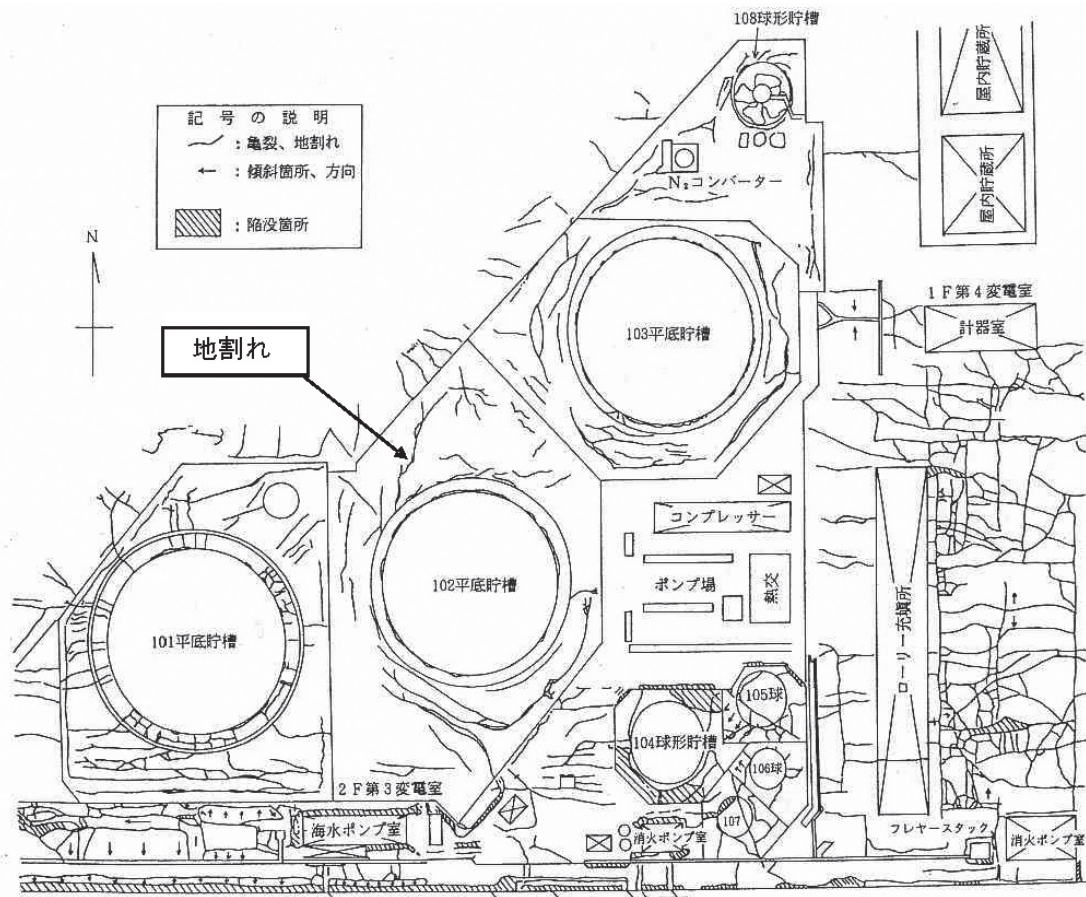 108球形貯槽
屋内貯蔵所
記号の説明
:亀裂、地割れ
:傾斜箇所、方向
:陥没箇所
N₂コンバーター
屋内貯蔵所
N
1F第4変電室
計器室
地割れ
103平底貯槽
コンプレッサー
102平底貯槽
ポンプ場
熱交
101平底貯槽
ローリー充填所
105球
104球形貯槽
106球
2F第3変電室
107
海水ポンプ室
消火ポンプ室
フレヤースタック
消火ポンプ室